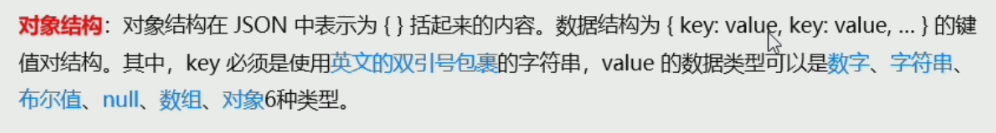 对象结构：对象结构在 JSON 中表示为 { } 括起来的内容。数据结构为 { key: value, key: value, … } 的键
值对结构。其中，key 必须是使用英文的双引号包裹的字符串，value 的数据类型可以是数字、字符串、
布尔值、null、数组、对象6种类型。